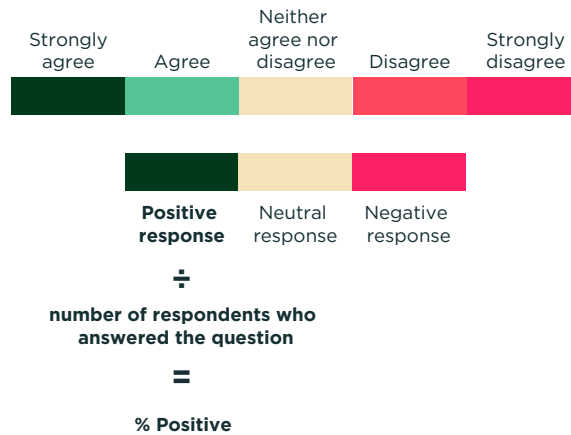 Strongly agree
Agree
Neither agree nor disagree
Disagree
Strongly disagree
Positive response
Neutral response
Negative response
÷
number of respondents who
answered the question
=
% Positive